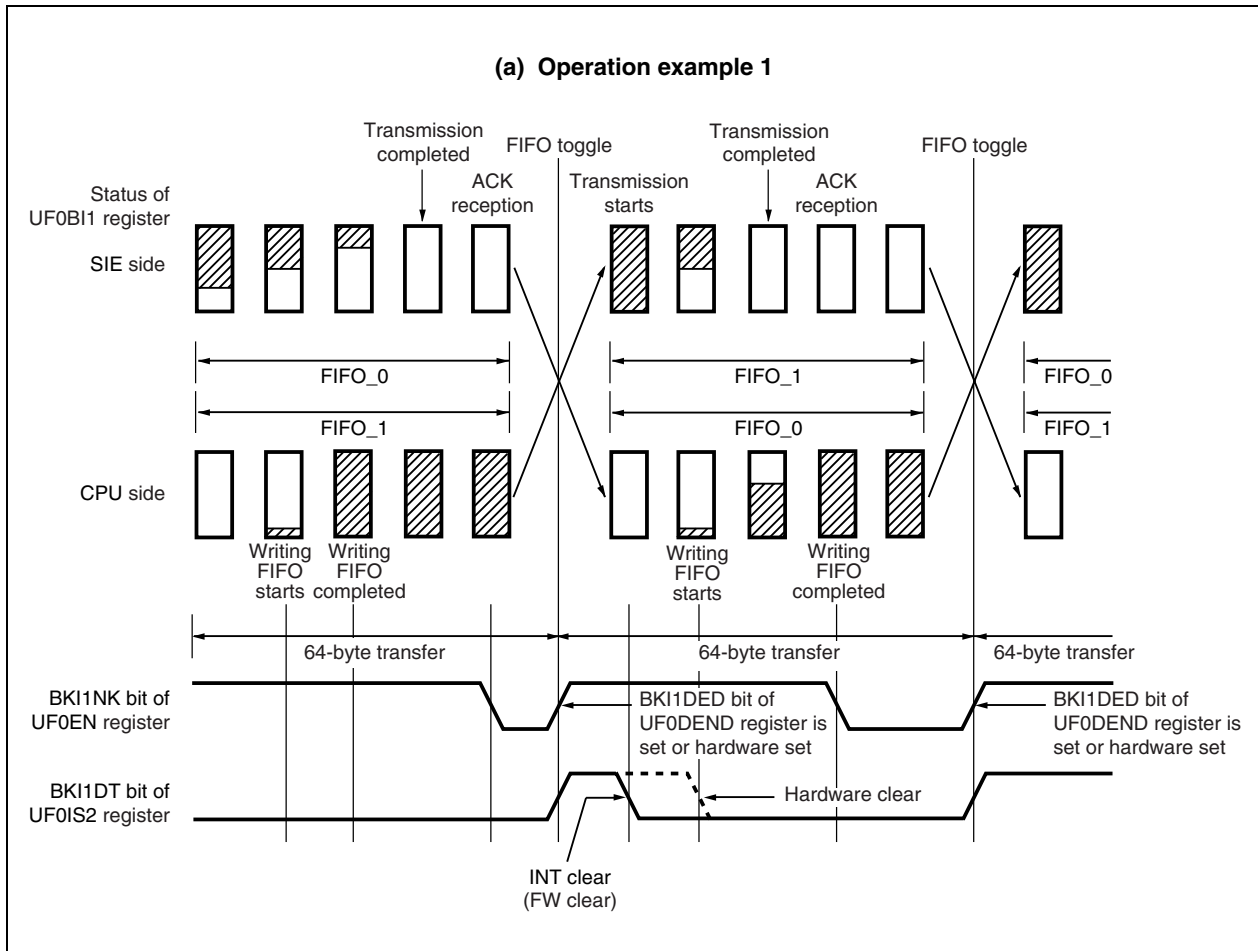 (a) Operation example 1
Transmission
completed
FIFO toggle
Transmission
completed
FIFO toggle
Status of
UF0BI1 register
ACK
reception
Transmission
starts
ACK
reception
SIE side
FIFO_0
FIFO_1
FIFO_0
FIFO_1
FIFO_0
FIFO_1
CPU side
Writing
FIFO
starts
Writing
FIFO
completed
Writing
FIFO
starts
Writing
FIFO
completed
64-byte transfer
64-byte transfer
64-byte transfer
BKI1NK bit of
UF0EN register
BKI1DED bit of
UF0DEND register is
set or hardware set
BKI1DED bit of
UF0DEND register is
set or hardware set
BKI1DT bit of
UF0IS2 register
Hardware clear
INT clear
(FW clear)